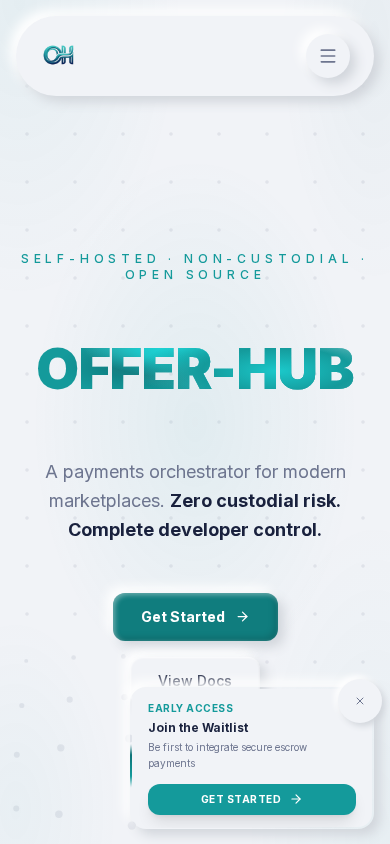 OH
SELF-HOSTED · NON-CUSTODIAL ·
OPEN SOURCE
OFFER-HUB
A payments orchestrator for modern
marketplaces. Zero custodial risk.
Complete developer control.
Get Started →
View Docs
EARLY ACCESS
Join the Waitlist
Be first to integrate secure escrow
payments
GET STARTED →